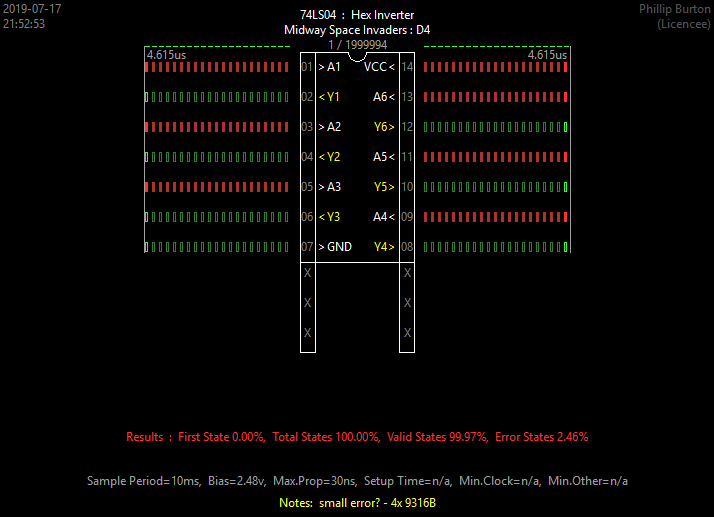 2019-07-17 74LS04 : Hex Inverter Phillip Burton
21:52:53 Midway Space Invaders : D4 (Licencee)
1 / 1999994
4.615us 4.615us
01 >A1 VCC< 14
02 <Y1 A6< 13
03 >A2 Y6> 12
04 <Y2 A5< 11
05 >A3 Y5> 10
06 <Y3 A4< 09
07 >GND Y4> 08
X X
X X
X X
Results : First State 0.00%, Total States 100.00%, Valid States 99.97%, Error States 2.46%
Sample Period=10ms, Bias=2.48v, Max.Prop=30ns, Setup Time=n/a, Min.Clock=n/a, Min.Other=n/a
Notes: small error? - 4x 9316B